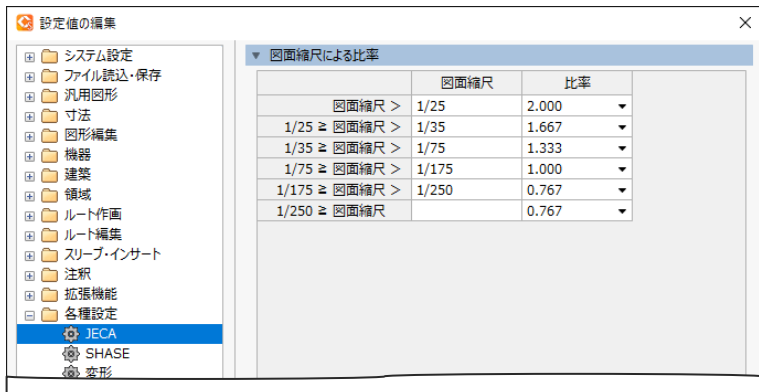 設定値の編集
システム設定
ファイル読込・保存
汎用図形
寸法
図形編集
機器
建築
領域
ルート作画
ルート編集
スリーブ・インサート
注釈
拡張機能
各種設定
JECA
SHASE
変形
図面縮尺による比率
図面縮尺 比率
図面縮尺 > 1/25 2.000
1/25 ≧ 図面縮尺 > 1/35 1.667
1/35 ≧ 図面縮尺 > 1/75 1.333
1/75 ≧ 図面縮尺 > 1/175 1.000
1/175 ≧ 図面縮尺 > 1/250 0.767
1/250 ≧ 図面縮尺 0.767